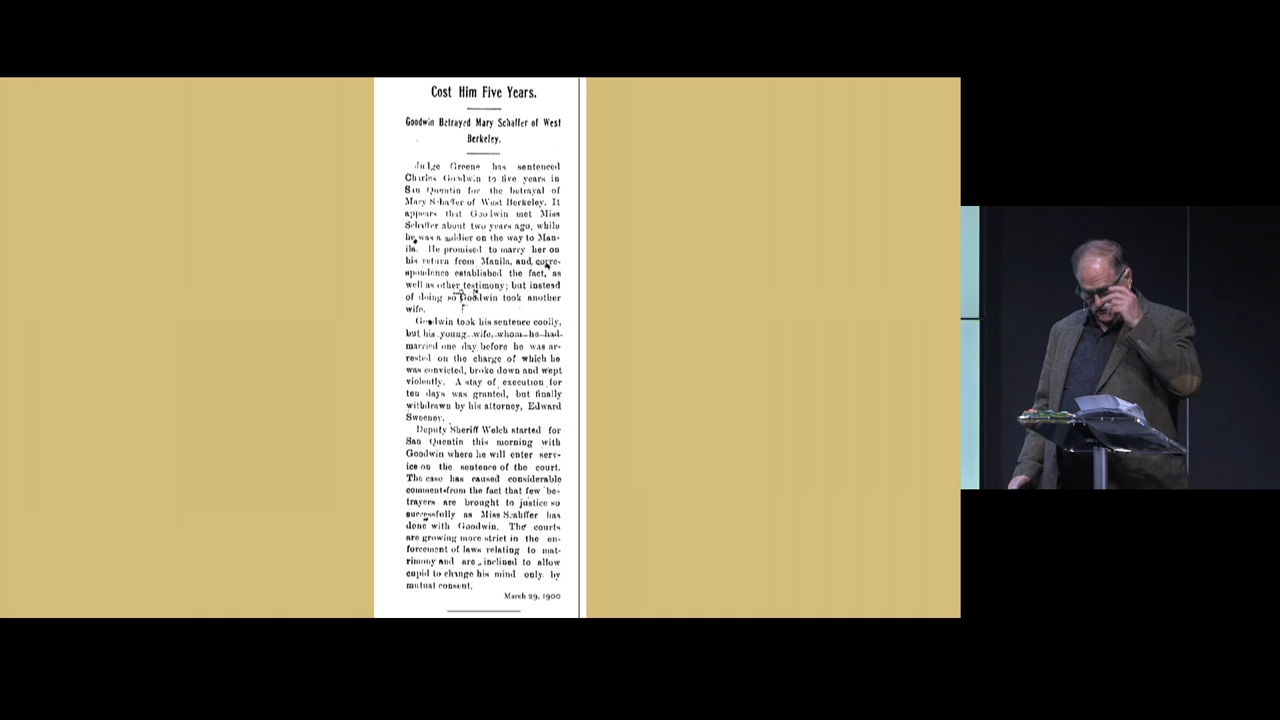 Cost Him Five Years.
Goodwin Betrayed Mary Schaffer of West
Berkeley.
Judge Greene has sentenced
Charles Goodwin to five years in
San Quentin for the betrayal of
Mary Schaffer of West Berkeley. It
appears that Goodwin met Miss
Schaffer about two years ago, while
he was a soldier on the way to Man-
ila. He promised to marry her on
his return from Manila, and corre-
spondence established the fact, as
well as other testimony; but instead
of doing so Goodwin took another
wife.
Goodwin took his sentence coolly,
but his young wife, whom he had
married one day before he was ar-
rested on the charge of which he
was convicted, broke down and wept
violently. A stay of execution for
ten days was granted, but finally
withdrawn by his attorney, Edward
Sweeney.
Deputy Sheriff Welch started for
San Quentin this morning with
Goodwin where he will enter serv-
ice on the sentence of the court.
The case has caused considerable
comment from the fact that few be-
trayers are brought to justice so
successfully as Miss Scahffer has
done with Goodwin. The courts
are growing more strict in the en-
forcement of laws relating to mat-
rimony and are inclined to allow
cupid to change his mind only by
mutual consent.
March 29, 1900